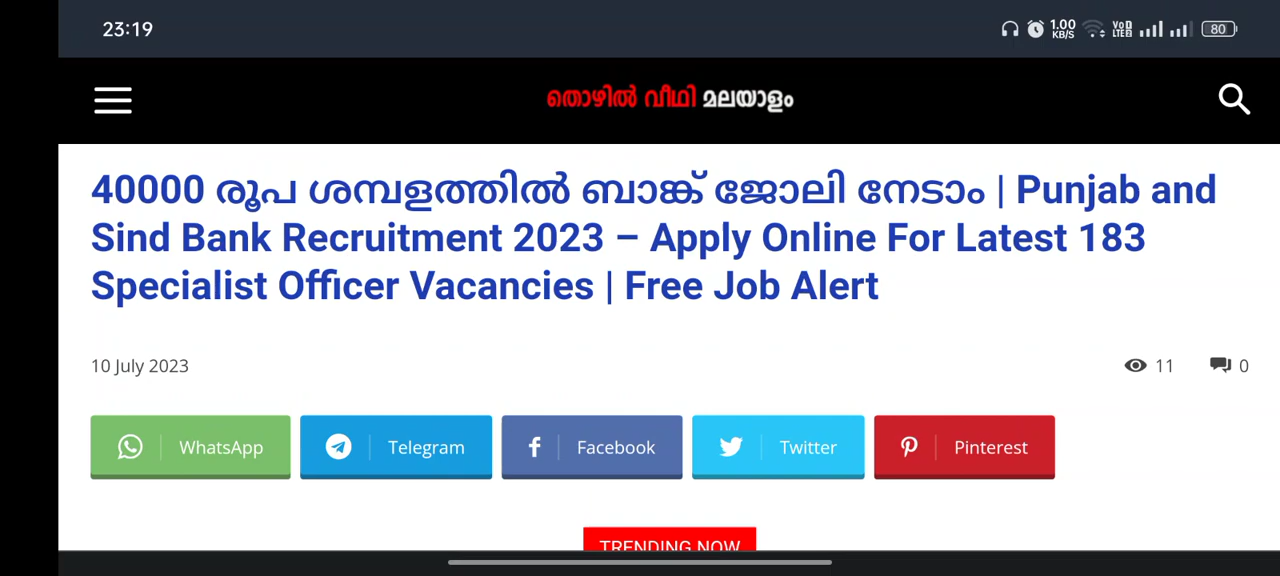 23:19 1.00 KB/S VoD LTE2 80
തൊഴിൽ വീഥി മലയാളം
40000 രൂപ ശമ്പളത്തിൽ ബാങ്ക് ജോലി നേടാം | Punjab and
Sind Bank Recruitment 2023 – Apply Online For Latest 183
Specialist Officer Vacancies | Free Job Alert
10 July 2023 11 0
WhatsApp Telegram Facebook Twitter Pinterest
TRENDING NOW